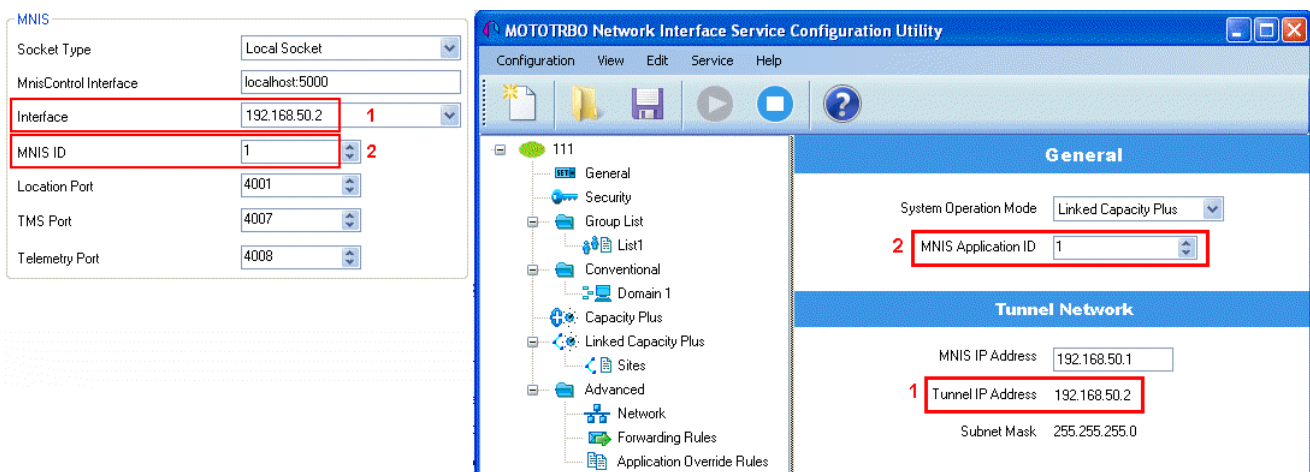 MNIS
Socket Type Local Socket
MnisControl Interface localhost:5000
Interface 192.168.50.2 1
MNIS ID 1 2
Location Port 4001
TMS Port 4007
Telemetry Port 4008
MOTOTRBO Network Interface Service Configuration Utility
Configuration View Edit Service Help
111
SET General
Security
Group List
List1
Conventional
Domain 1
Capacity Plus
Linked Capacity Plus
Sites
Advanced
Network
Forwarding Rules
Application Override Rules
General
System Operation Mode Linked Capacity Plus
2 MNIS Application ID 1
Tunnel Network
MNIS IP Address 192.168.50.1
1 Tunnel IP Address 192.168.50.2
Subnet Mask 255.255.255.0